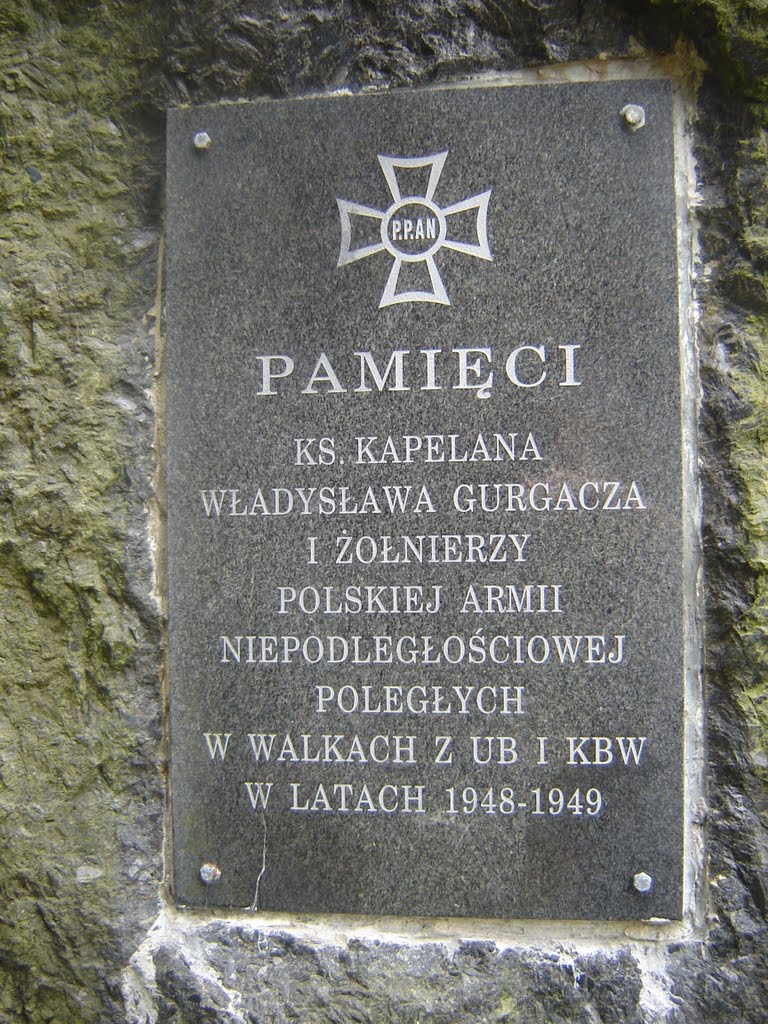 P.P.AN
PAMIĘCI
KS. KAPELANA
WŁADYSŁAWA GURGACZA
I ŻOŁNIERZY
POLSKIEJ ARMII
NIEPODLEGŁOŚCIOWEJ
POLEGŁYCH
W WALKACH Z UB I KBW
W LATACH 1948-1949